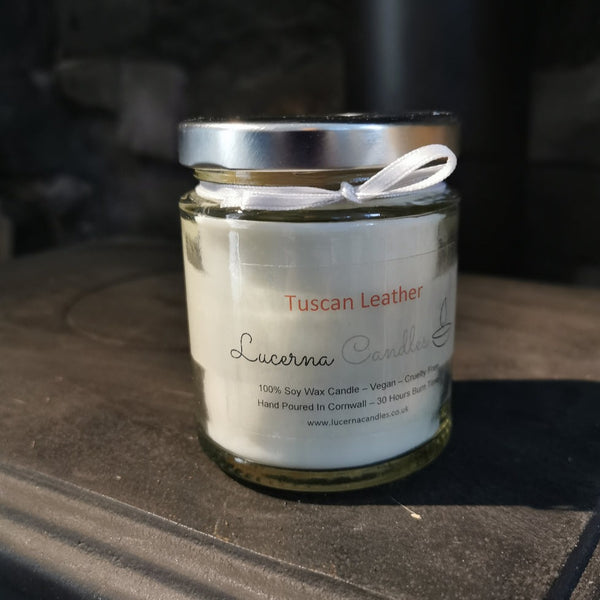 Tuscan Leather
Lucerna Candles
100% Soy Wax Candle – Vegan – Cruelty Free
Hand Poured In Cornwall – 30 Hours Burn Time
www.lucernacandles.co.uk